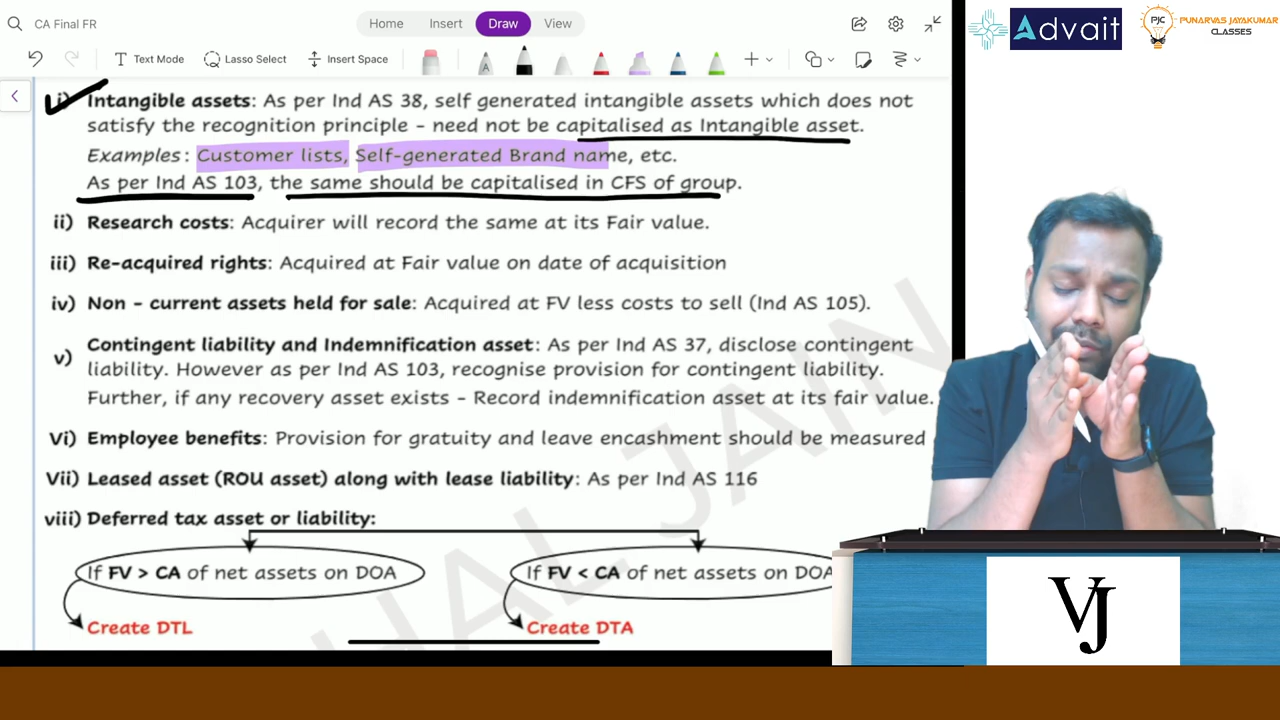 CA Final FR
Home Insert Draw View
Advait
PJC PUNARVAS JAYAKUMAR
CLASSES
Text Mode Lasso Select Insert Space
A
i) Intangible assets: As per Ind AS 38, self generated intangible assets which does not
satisfy the recognition principle - need not be capitalised as Intangible asset.
Examples: Customer lists, Self-generated Brand name, etc.
As per Ind AS 103, the same should be capitalised in CFS of group.
ii) Research costs: Acquirer will record the same at its Fair value.
iii) Re-acquired rights: Acquired at Fair value on date of acquisition
iv) Non - current assets held for sale: Acquired at FV less costs to sell (Ind AS 105).
v) Contingent liability and Indemnification asset: As per Ind AS 37, disclose contingent
liability. However as per Ind AS 103, recognise provision for contingent liability.
Further, if any recovery asset exists - Record indemnification asset at its fair value.
Vi) Employee benefits: Provision for gratuity and leave encashment should be measured
Vii) Leased asset (ROU asset) along with lease liability: As per Ind AS 116
viii) Deferred tax asset or liability:
If FV > CA of net assets on DOA
If FV < CA of net assets on DOA
Create DTL
Create DTA
HAL JAIN
VJ